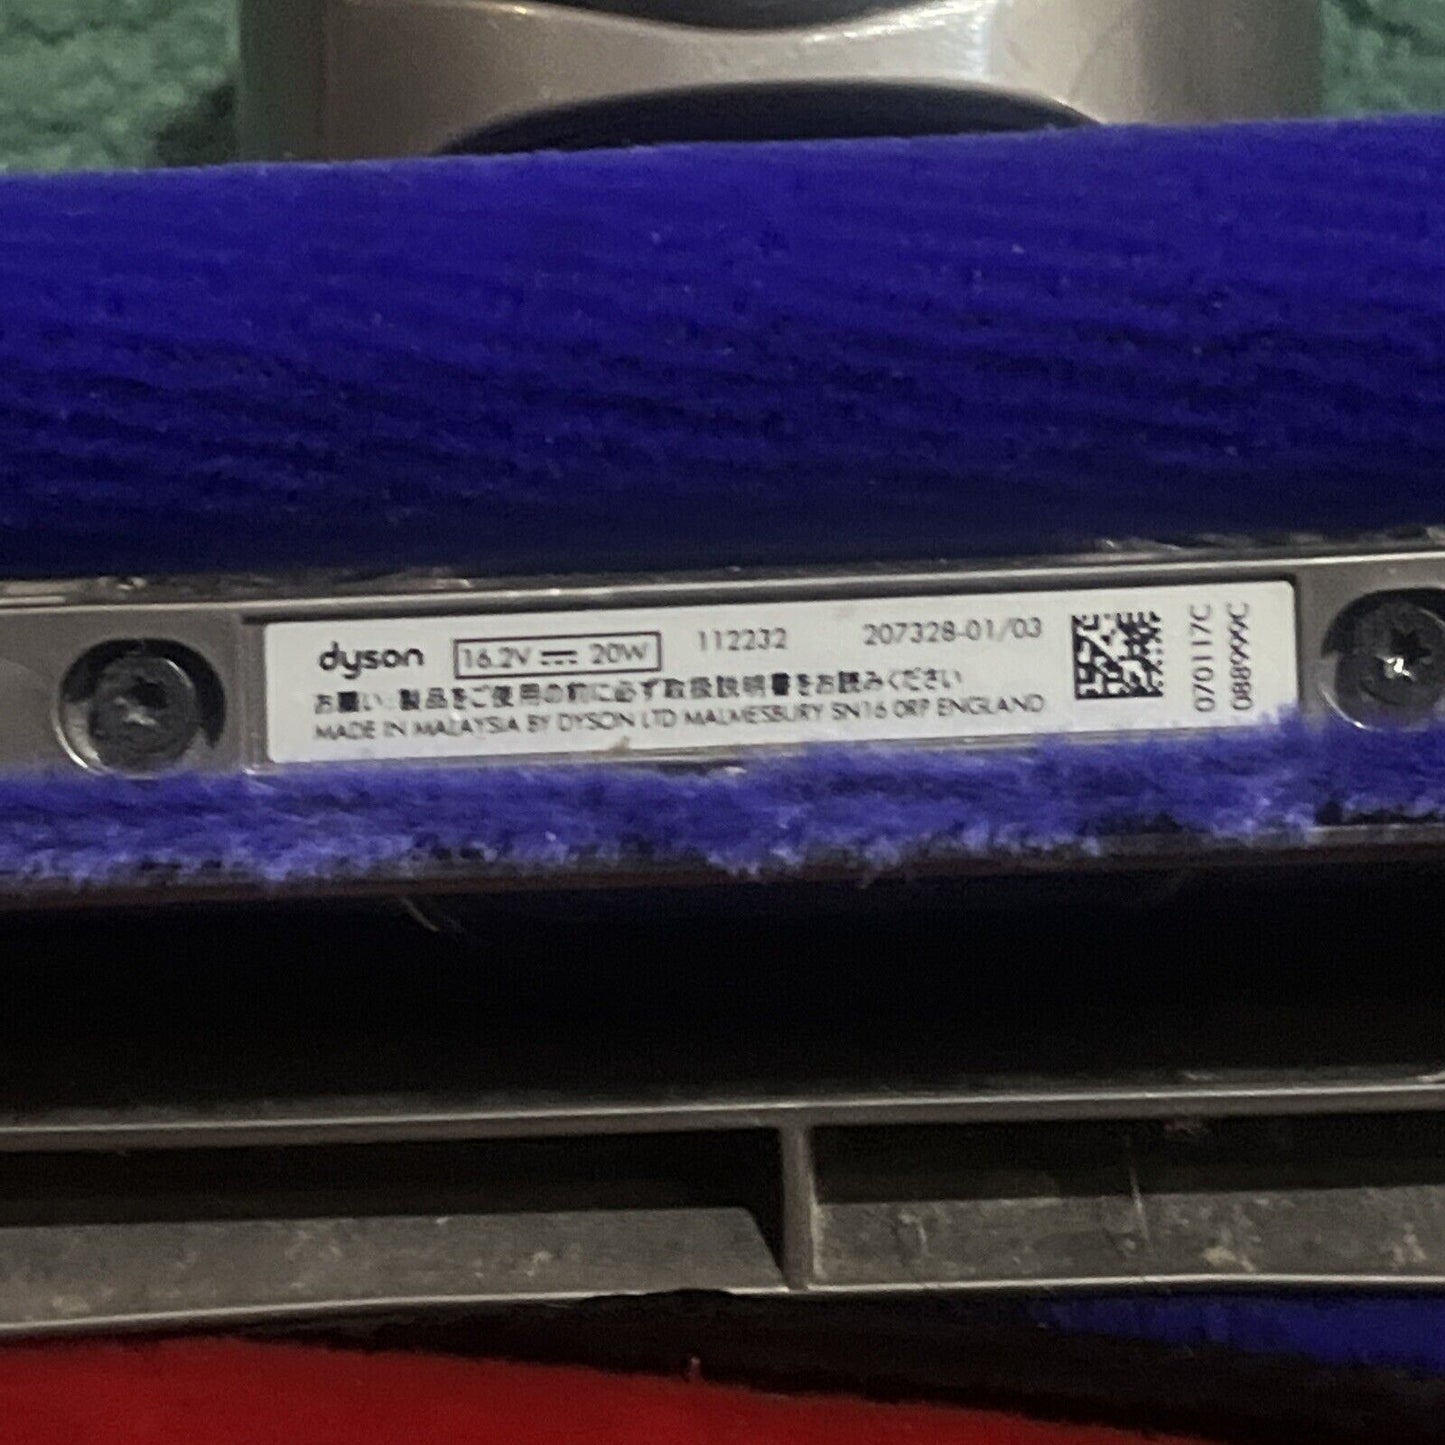 dyson 16.2V 20W 112232 207328-01/03
お願い：製品をご使用の前に必ず取扱説明書をお読みください
MADE IN MALAYSIA BY DYSON LTD MALMESBURY SN16 0RP ENGLAND
070117C